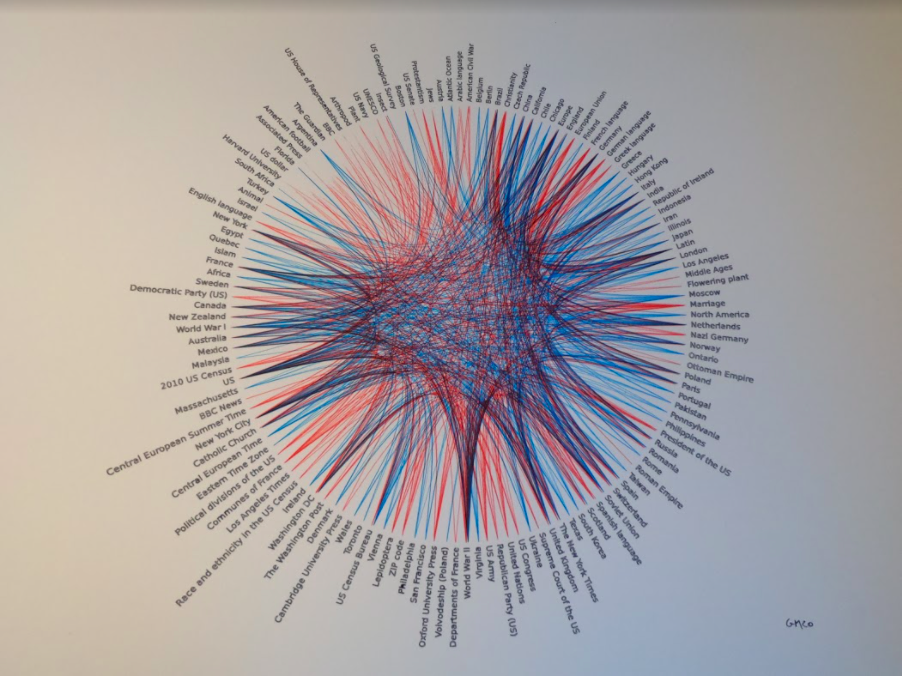 Atlantic Ocean
Arabic language
American Civil War
Belgium
Berlin
Brazil
Christianity
Czech Republic
China
California
Chile
Chicago
Europe
England
European Union
Finland
French language
Germany
German language
Greek language
Greece
Hungary
Hong Kong
Italy
India
Republic of Ireland
Indonesia
Iran
Illinois
Japan
Latin
London
Los Angeles
Middle Ages
Flowering plant
Moscow
Marriage
North America
Netherlands
Nazi Germany
Norway
Ontario
Ottoman Empire
Poland
Paris
Portugal
Pakistan
Pennsylvania
Philippines
President of the US
Russia
Romania
Rome
Roman Empire
Taiwan
Spain
Switzerland
Soviet Union
Spanish language
Scotland
South Korea
Texas
The New York Times
United Kingdom
Supreme Court of the US
Ukraine
US Congress
United Nations
Republican Party (US)
US Army
Virginia
World War II
Departments of France
Voivodeship (Poland)
Oxford University Press
San Francisco
Philadelphia
ZIP code
Lepidoptera
Vienna
US Census Bureau
Toronto
Wales
Cambridge University Press
Denmark
The Washington Post
Washington DC
Ireland
Race and ethnicity in the US Census
Los Angeles Times
Communes of France
Political divisions of the US
Eastern Time Zone
Central European Time
Catholic Church
New York City
Central European Summer Time
BBC News
Massachusetts
US
2010 US Census
Malaysia
Mexico
Australia
World War I
New Zealand
Canada
Democratic Party (US)
Sweden
Africa
France
Islam
Quebec
Egypt
New York
English language
Israel
Animal
Turkey
South Africa
Harvard University
US dollar
Florida
Associated Press
American football
Argentina
The Guardian
BBC
US House of Representatives
Arthropod
Plant
US Navy
UNESCO
Insect
US Geological Survey
Boston
US Senate
Protestantism
Jews
Austria